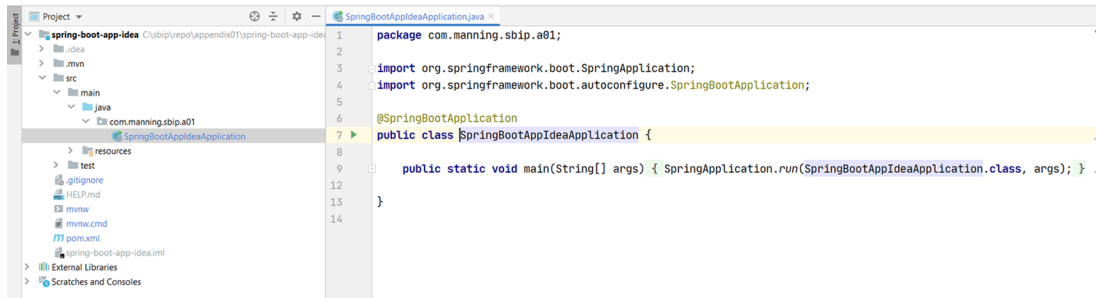 1: Project
Project
SpringBootAppIdeaApplication.java
spring-boot-app-idea C:\sbip\repo\appendix01\spring-boot-app-idea
.idea
.mvn
src
main
java
com.manning.sbip.a01
SpringBootAppIdeaApplication
resources
test
.gitignore
HELP.md
mvnw
mvnw.cmd
pom.xml
spring-boot-app-idea.iml
External Libraries
Scratches and Consoles
1 package com.manning.sbip.a01;
2
3 import org.springframework.boot.SpringApplication;
4 import org.springframework.boot.autoconfigure.SpringBootApplication;
5
6 @SpringBootApplication
7 public class SpringBootAppIdeaApplication {
8
9 public static void main(String[] args) { SpringApplication.run(SpringBootAppIdeaApplication.class, args); }
12
13 }
14